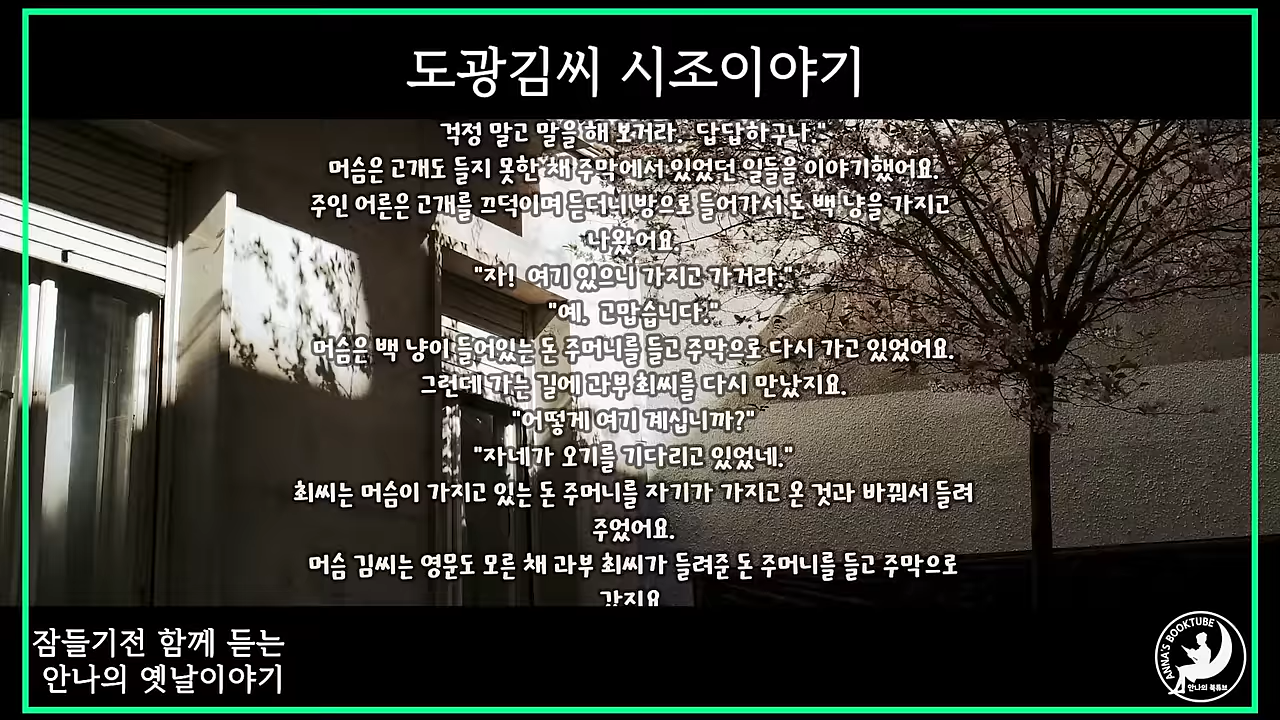 도광김씨 시조이야기
걱정 말고 말을 해 보거라. 답답하구나."
머슴은 고개도 들지 못한 채 주막에서 있었던 일들을 이야기했어요.
주인 어른은 고개를 끄덕이며 듣더니 방으로 들어가서 돈 백 냥을 가지고
나왔어요.
"자! 여기 있으니 가지고 가거라."
"예. 고맙습니다."
머슴은 백 냥이 들어있는 돈 주머니를 들고 주막으로 다시 가고 있었어요.
그런데 가는 길에 과부 최씨를 다시 만났지요.
"어떻게 여기 계십니까?"
"자네가 오기를 기다리고 있었네."
최씨는 머슴이 가지고 있는 돈 주머니를 자기가 가지고 온 것과 바꿔서 들려
주었어요.
머슴 김씨는 영문도 모른 채 과부 최씨가 들려준 돈 주머니를 들고 주막으로
갔지요
잠들기전 함께 듣는
안나의 옛날이야기
ANNA'S BOOKTUBE
안나의 북튜브